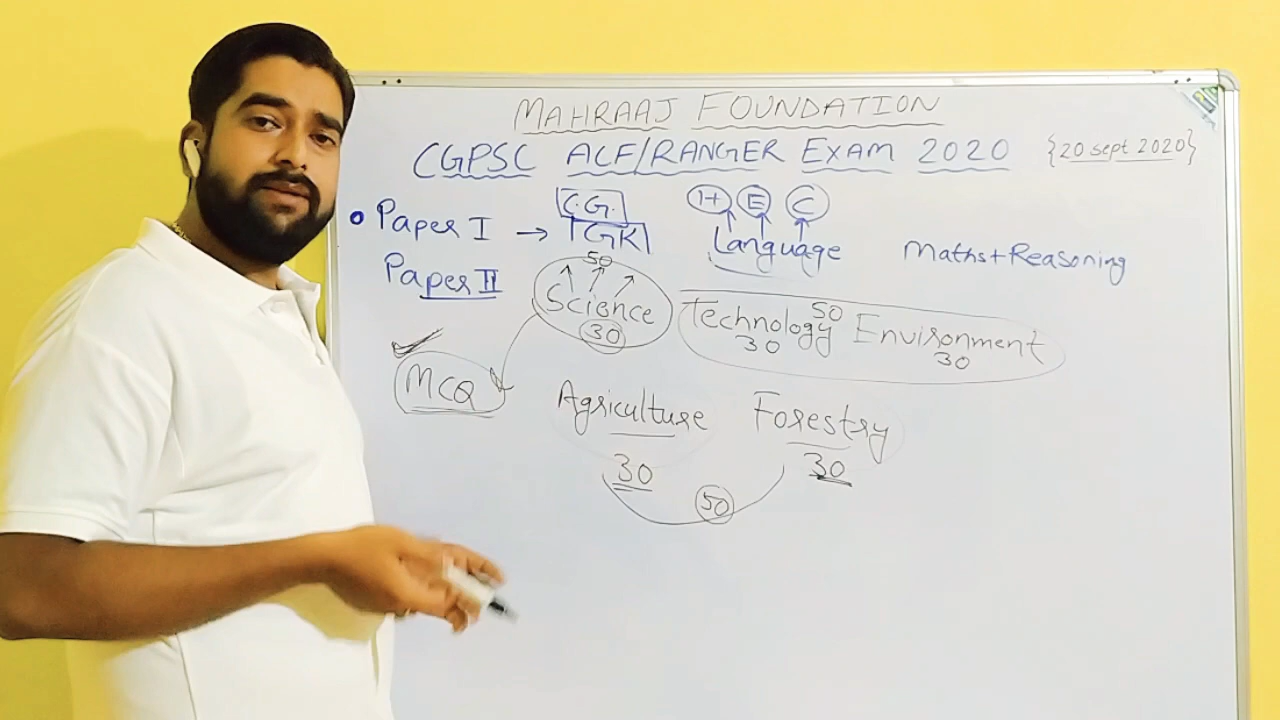 MAHRAAJ FOUNDATION
CGPSC ACF/RANGER EXAM 2020 {20 sept 2020}
C.G. H E C
• Paper I → GK Language Maths+Reasoning
Paper II 50
Science Technology 50 Environment
30 30 30
MCQ Agriculture Forestry
30 30
50